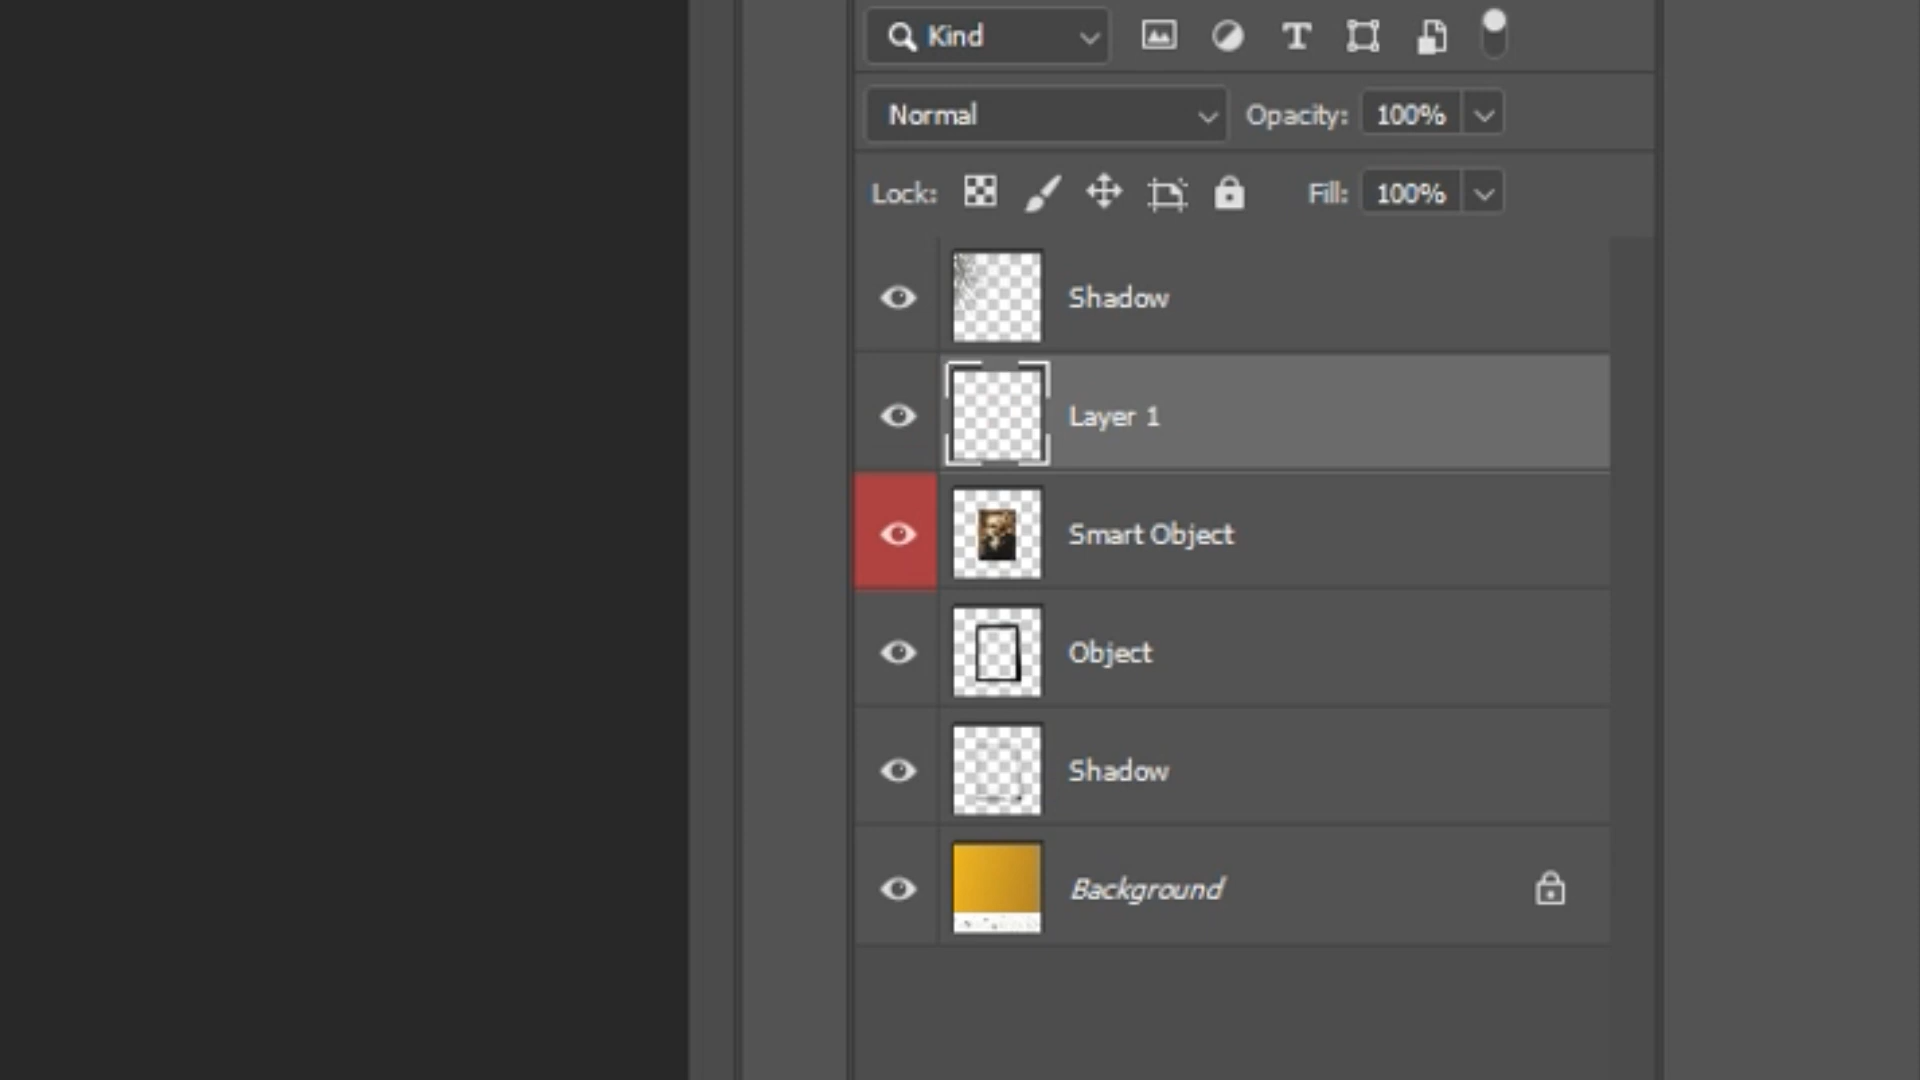 Kind
Normal Opacity: 100%
Lock: Fill: 100%
Shadow
Layer 1
Smart Object
Object
Shadow
Background